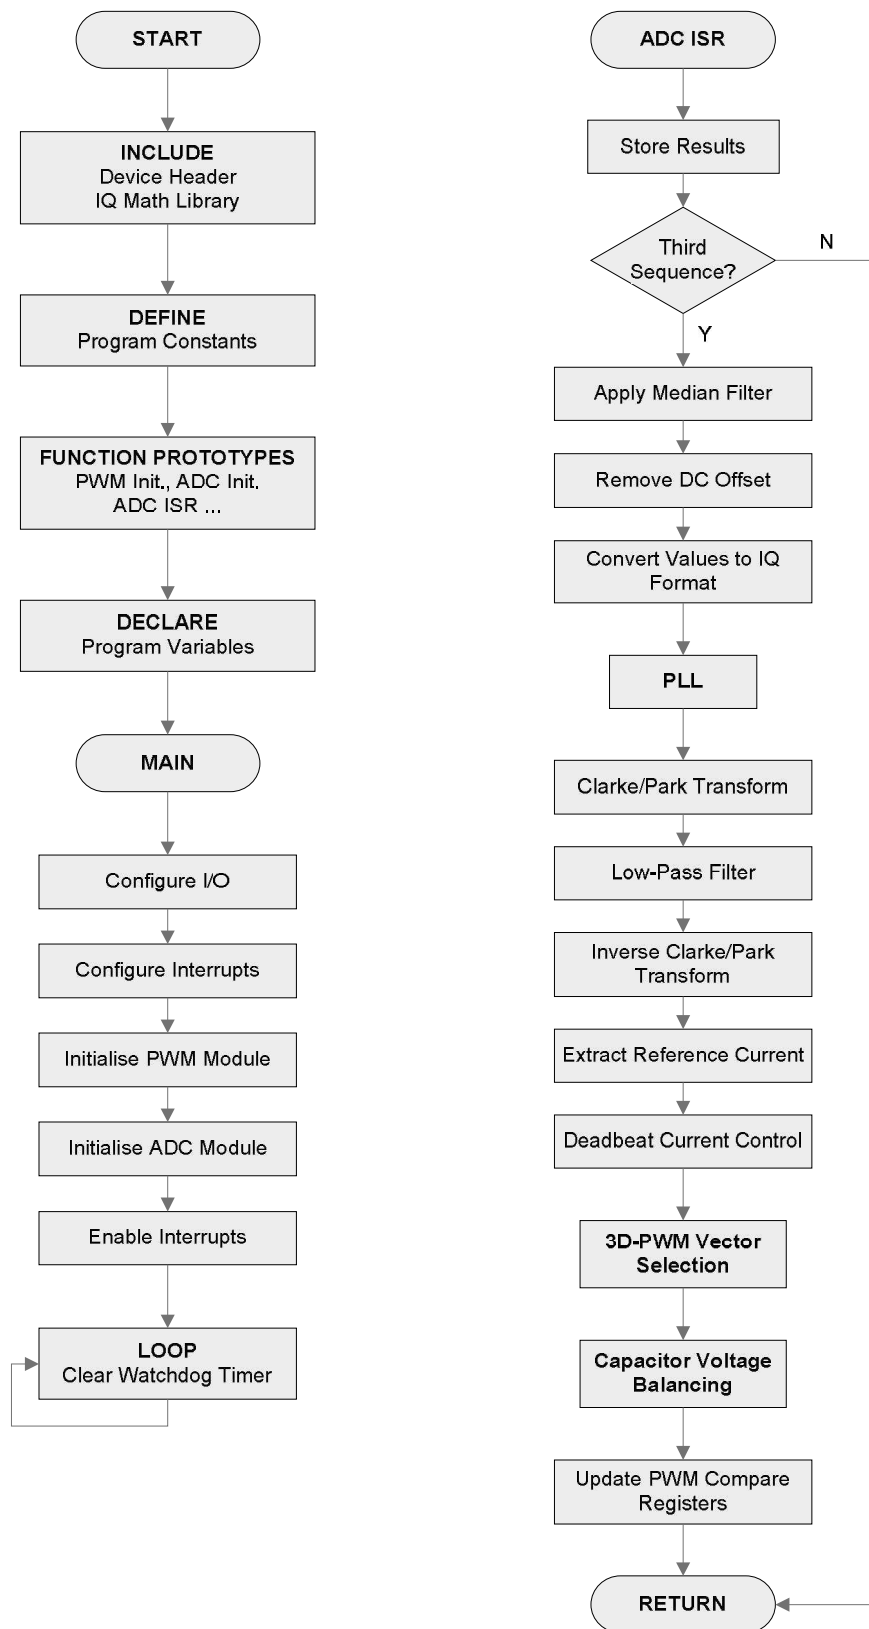 START
INCLUDE
Device Header
IQ Math Library
DEFINE
Program Constants
FUNCTION PROTOTYPES
PWM Init., ADC Init.
ADC ISR ...
DECLARE
Program Variables
MAIN
Configure I/O
Configure Interrupts
Initialise PWM Module
Initialise ADC Module
Enable Interrupts
LOOP
Clear Watchdog Timer
ADC ISR
Store Results
Third
Sequence?
N
Y
Apply Median Filter
Remove DC Offset
Convert Values to IQ
Format
PLL
Clarke/Park Transform
Low-Pass Filter
Inverse Clarke/Park
Transform
Extract Reference Current
Deadbeat Current Control
3D-PWM Vector
Selection
Capacitor Voltage
Balancing
Update PWM Compare
Registers
RETURN